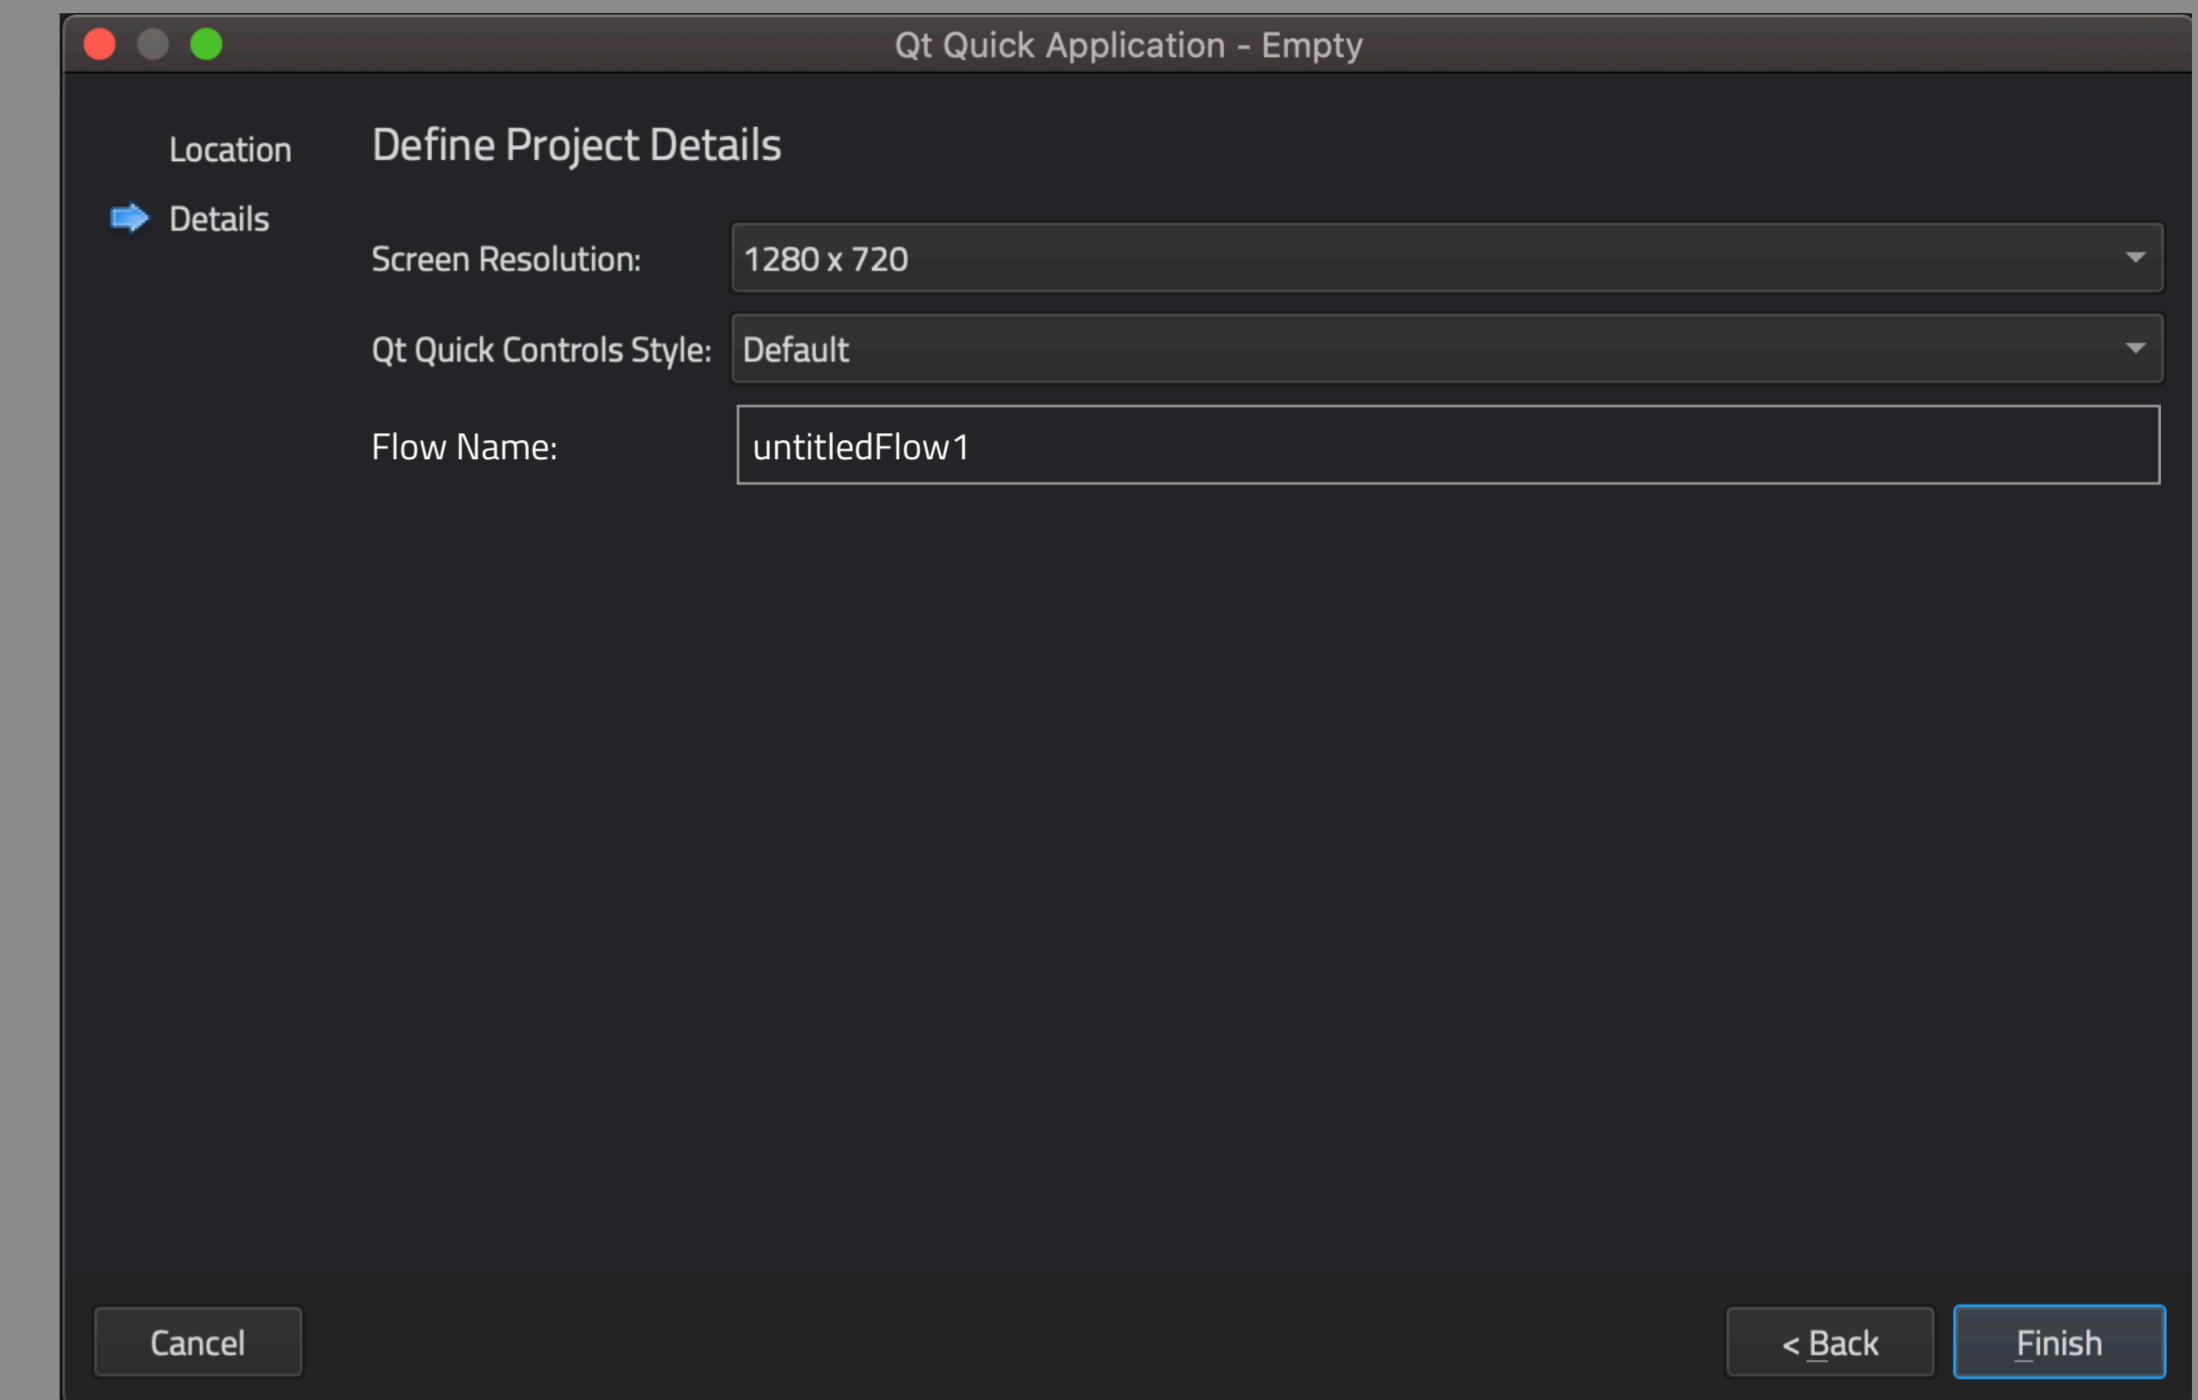 Qt Quick Application - Empty
Location
Details
Define Project Details
Screen Resolution: 1280 x 720
Qt Quick Controls Style: Default
Flow Name: untitledFlow1
Cancel
< Back
Finish